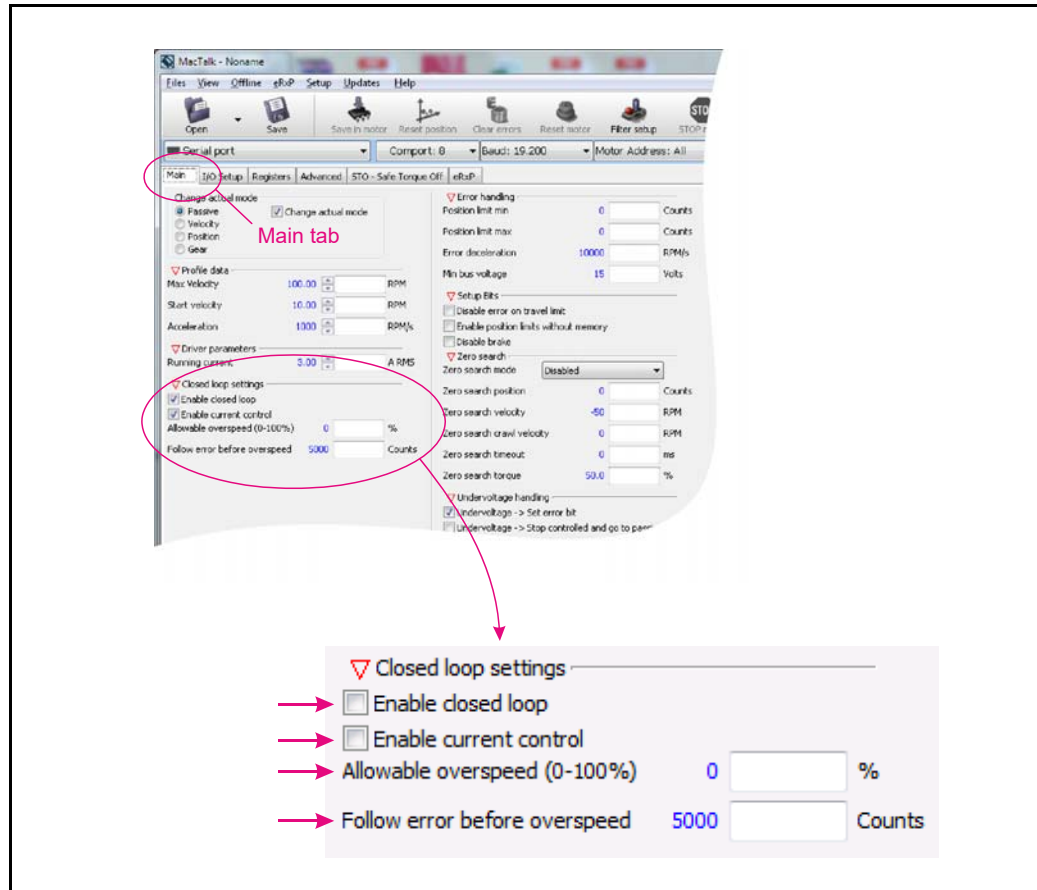 MacTalk - Noname
Files View Offline eRxP Setup Updates Help
Open Save Save in motor Reset position Clear errors Reset motor Filter setup STOP
Serial port Comport: 8 Baud: 19.200 Motor Address: All
Main I/O Setup Registers Advanced STO - Safe Torque Off eRxP
Main tab
Change actual mode
Passive Change actual mode
Velocity
Position
Gear
Profile data
Max Velocity 100.00 RPM
Start velocity 10.00 RPM
Acceleration 1000 RPM/s
Driver parameters
Running current 3.00 A RMS
Closed loop settings
Enable closed loop
Enable current control
Allowable overspeed (0-100%) 0 %
Follow error before overspeed 5000 Counts
Error handling
Position limit min 0 Counts
Position limit max 0 Counts
Error deceleration 10000 RPM/s
Min bus voltage 15 Volts
Setup Bits
Disable error on travel limit
Enable position limits without memory
Disable brake
Zero search
Zero search mode Disabled
Zero search position 0 Counts
Zero search velocity -50 RPM
Zero search crawl velocity 0 RPM
Zero search timeout 0 ms
Zero search torque 50.0 %
Undervoltage handling
Undervoltage -> Set error bit
Undervoltage -> Stop controlled and go to
Closed loop settings
Enable closed loop
Enable current control
Allowable overspeed (0-100%) 0 %
Follow error before overspeed 5000 Counts